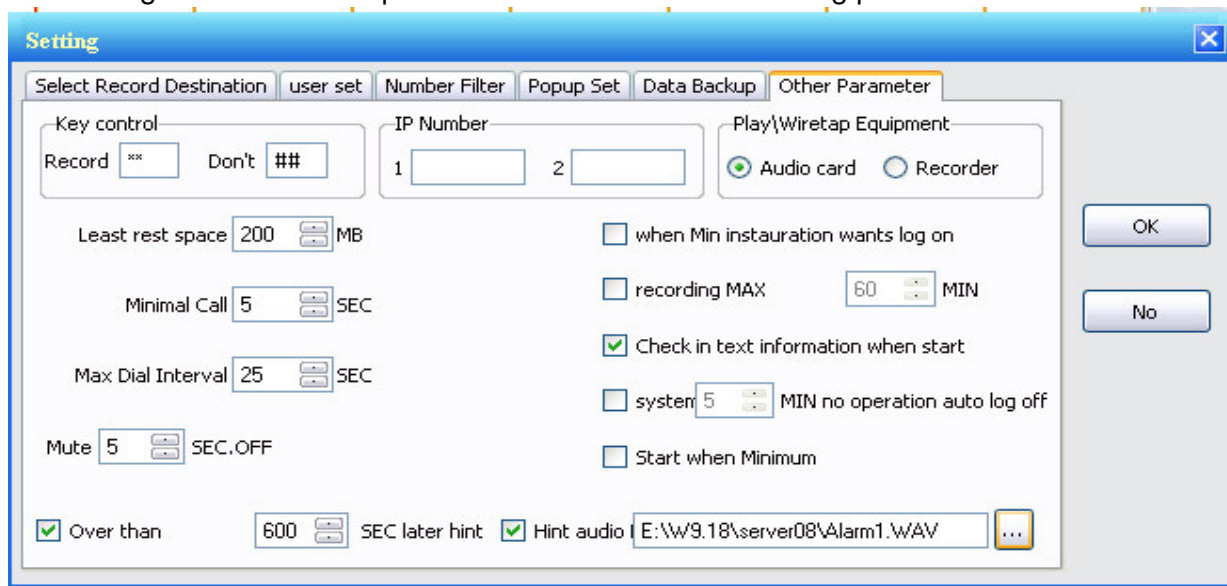 Setting
Select Record Destination user set Number Filter Popup Set Data Backup Other Parameter
Key control IP Number Play\Wiretap Equipment
Record ** Don't ## 1 2 Audio card Recorder
Least rest space 200 MB when Min instauration wants log on OK
Minimal Call 5 SEC recording MAX 60 MIN No
Check in text information when start
Max Dial Interval 25 SEC
system 5 MIN no operation auto log off
Mute 5 SEC.OFF Start when Minimum
Over than 600 SEC later hint Hint audio E:\W9.18\server08\Alarm1.WAV ...